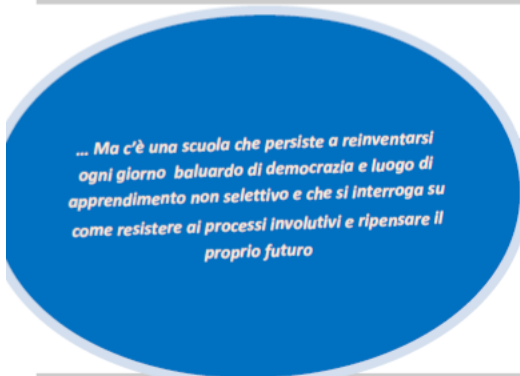 ... Ma c'è una scuola che persiste a reinventarsi
ogni giorno  baluardo di democrazia e luogo di
apprendimento non selettivo e che si interroga su
come resistere ai processi involutivi e ripensare il
proprio futuro